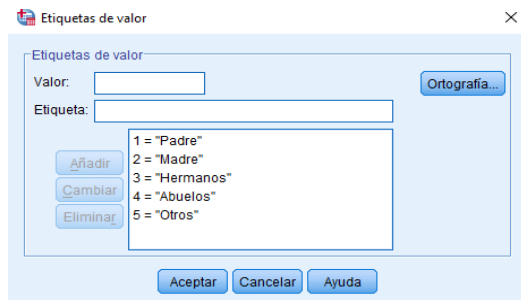 Etiquetas de valor
Etiquetas de valor
Valor:
Ortografía...
Etiqueta:
1 = "Padre"
2 = "Madre"
3 = "Hermanos"
4 = "Abuelos"
5 = "Otros"
Añadir
Cambiar
Eliminar
Aceptar Cancelar Ayuda